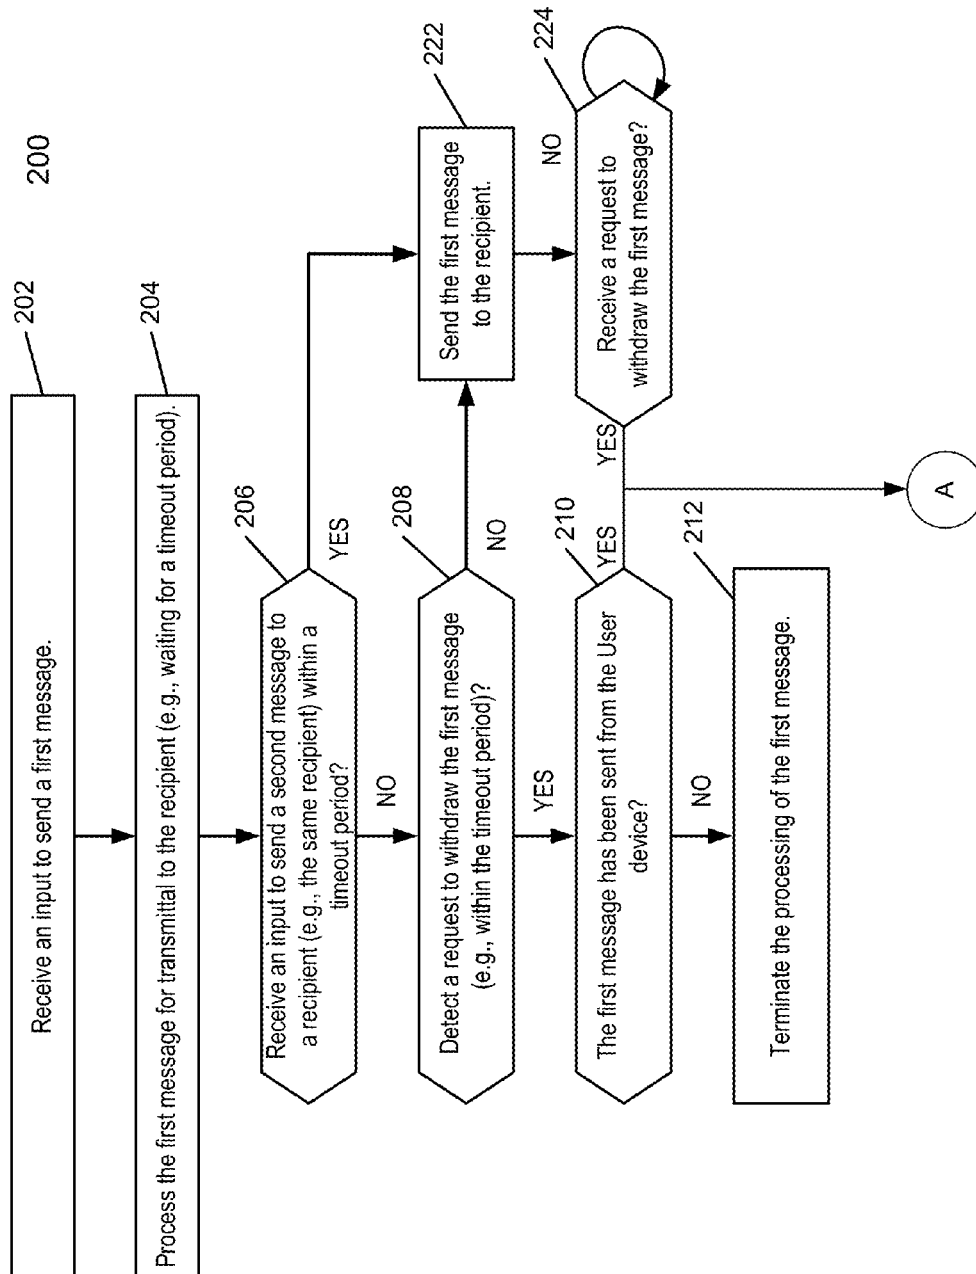 200
Receive an input to send a first message.
202
Process the first message for transmittal to the recipient (e.g., waiting for a timeout period).
204
Receive an input to send a second message to
a recipient (e.g., the same recipient) within a
timeout period?
206
YES
NO
Detect a request to withdraw the first message
(e.g., within the timeout period)?
208
NO
YES
Send the first message
to the recipient.
222
The first message has been sent from the User
device?
210
YES
NO
YES
Receive a request to
withdraw the first message?
NO
224
Terminate the processing of the first message.
212
A